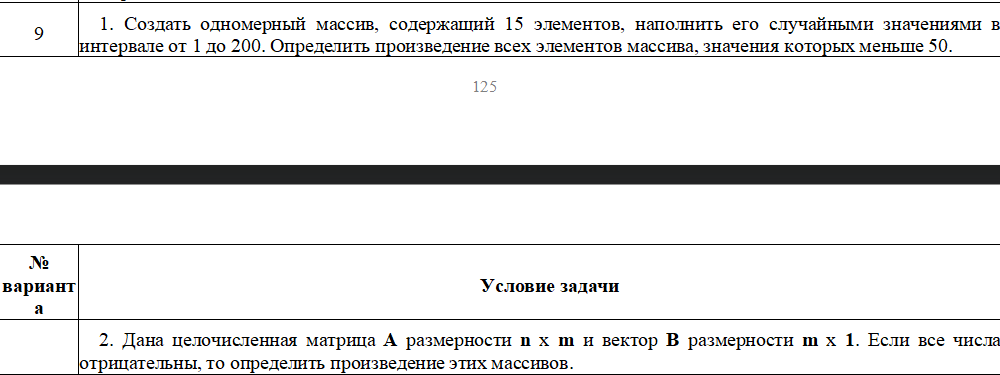 9
1. Создать одномерный массив, содержащий 15 элементов, наполнить его случайными значениями в
интервале от 1 до 200. Определить произведение всех элементов массива, значения которых меньше 50.
125
№
вариант
а
Условие задачи
2. Дана целочисленная матрица A размерности n x m и вектор B размерности m x 1. Если все числа
отрицательны, то определить произведение этих массивов.